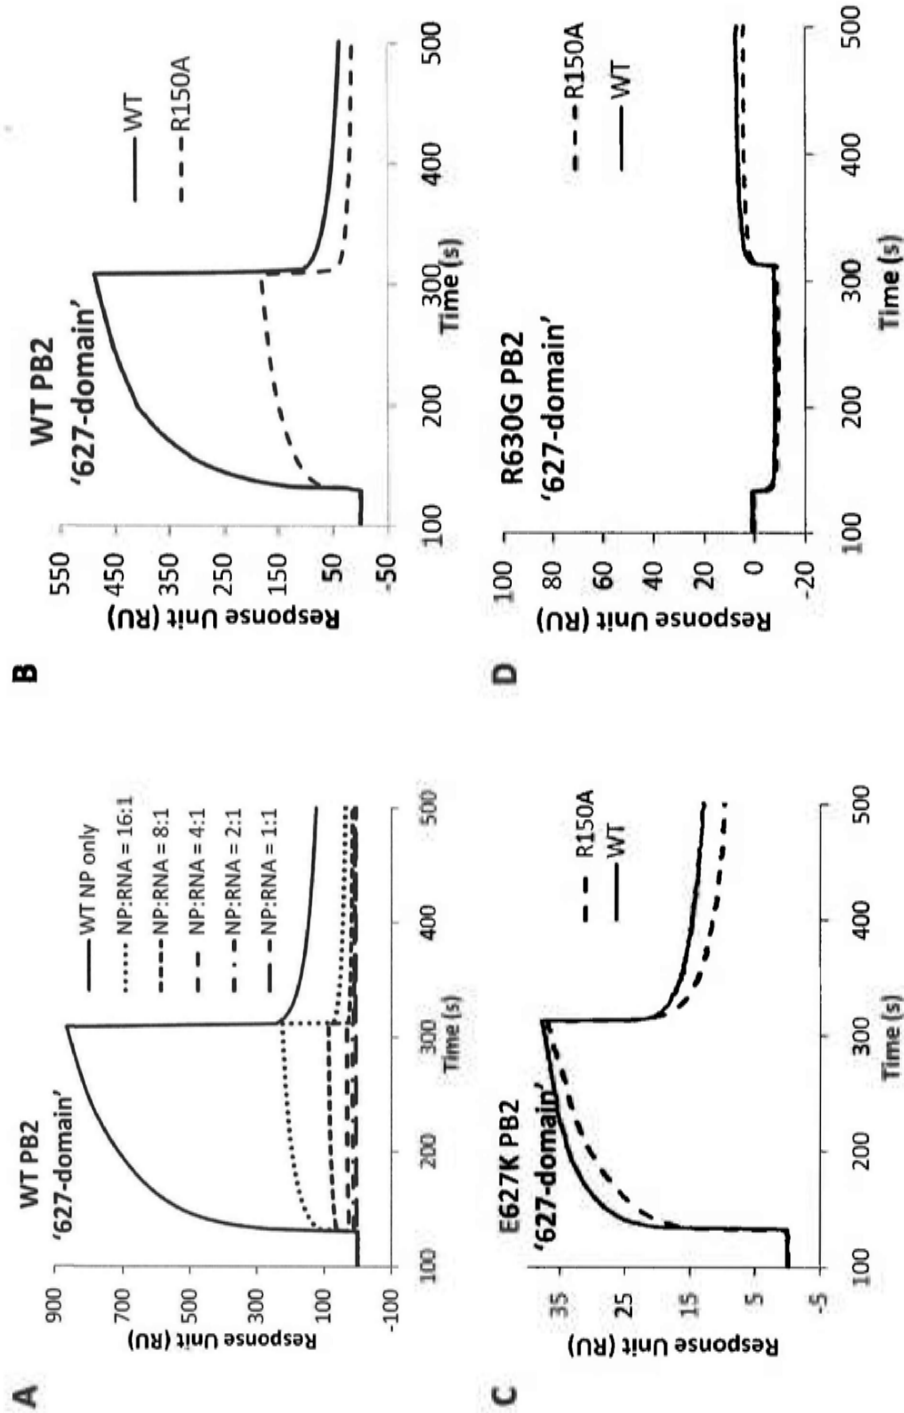 A
WT PB2
'627-domain'
Response Unit (RU)
900
700
500
300
100
-100
100
200
300
400
500
Time (s)
WT NP only
NP:RNA = 16:1
NP:RNA = 8:1
NP:RNA = 4:1
NP:RNA = 2:1
NP:RNA = 1:1
B
WT PB2
'627-domain'
Response Unit (RU)
550
450
350
250
150
50
-50
100
200
300
400
500
Time (s)
WT
R150A
C
E627K PB2
'627-domain'
Response Unit (RU)
35
25
15
5
-5
100
200
300
400
500
Time (s)
R150A
WT
D
R630G PB2
'627-domain'
Response Unit (RU)
100
80
60
40
20
0
-20
100
200
300
400
500
Time (s)
R150A
WT